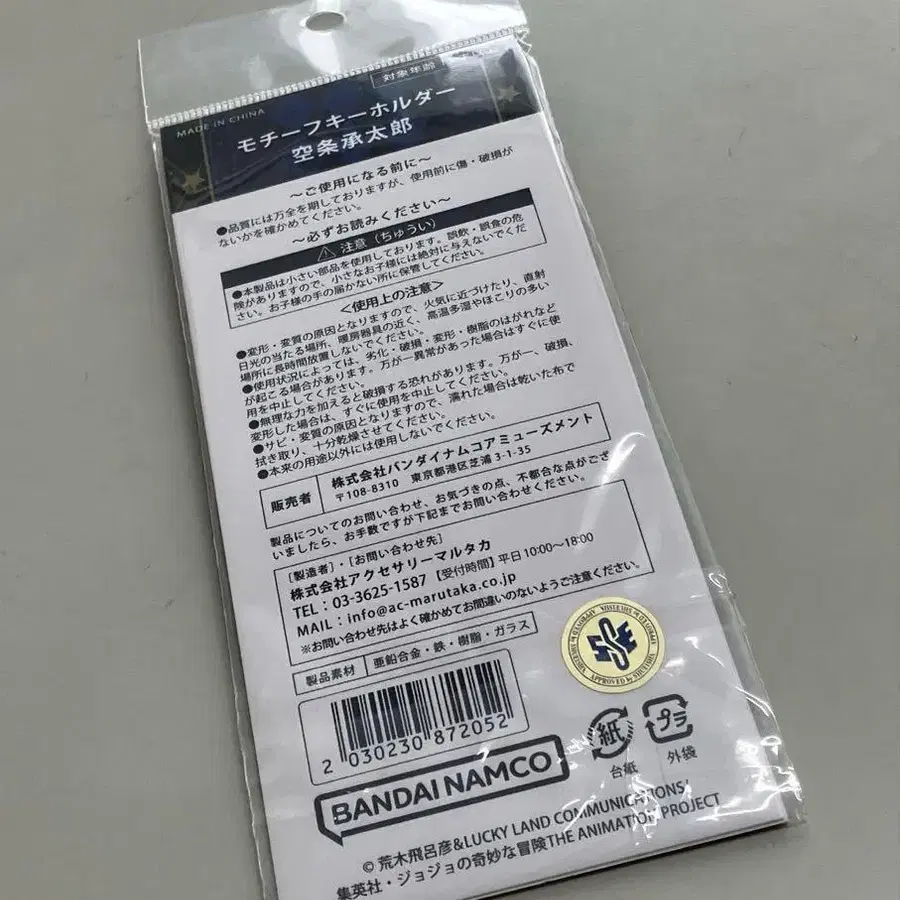 対象年齢
MADE IN CHINA
モチーフキーホルダー
空条承太郎
～ご使用になる前に～
●品質には万全を期しておりますが、使用前に傷・破損が
ないかを確かめてください。
～必ずお読みください～
⚠ 注意（ちゅうい）
●本製品は小さい部品を使用しております。誤飲・誤食の危
険がありますので、小さなお子様には絶対に与えないでくだ
さい。お子様の手の届かない所に保管してください。
＜使用上の注意＞
●変形・変質の原因となりますので、火気に近づけたり、直射
日光の当たる場所、暖房器具の近く、高温多湿やほこりの多い
場所に長時間放置しないでください。
●使用状況によっては、劣化・破損・変形・樹脂のはがれなど
が起こる場合があります。万が一異常があった場合はすぐに使
用を中止してください。
●無理な力を加えると破損する恐れがあります。万が一、破損、
変形した場合は、すぐに使用を中止してください。
●サビ・変質の原因となりますので、濡れた場合は乾いた布で
拭き取り、十分乾燥させてください。
●本来の用途以外には使用しないでください。
販売者
株式会社バンダイナムコアミューズメント
〒108-8310 東京都港区芝浦 3-1-35
製品についてのお問い合わせ、お気づきの点、不都合な点がござ
いましたら、お手数ですが下記までお問い合わせください。
［製造者］・［お問い合わせ先］
株式会社アクセサリーマルタカ
TEL：03-3625-1587 【受付時間】平日 10:00～18:00
MAIL：info@ac-marutaka.co.jp
※お問い合わせ先はよく確かめてお間違いのないようご注意ください。
製品素材 亜鉛合金・鉄・樹脂・ガラス
APPROVED by SHUEISHA
2 030230 872052
紙
台紙
プラ
外袋
BANDAI NAMCO
© 荒木飛呂彦&LUCKY LAND COMMUNICATIONS/
集英社・ジョジョの奇妙な冒険THE ANIMATION PROJECT